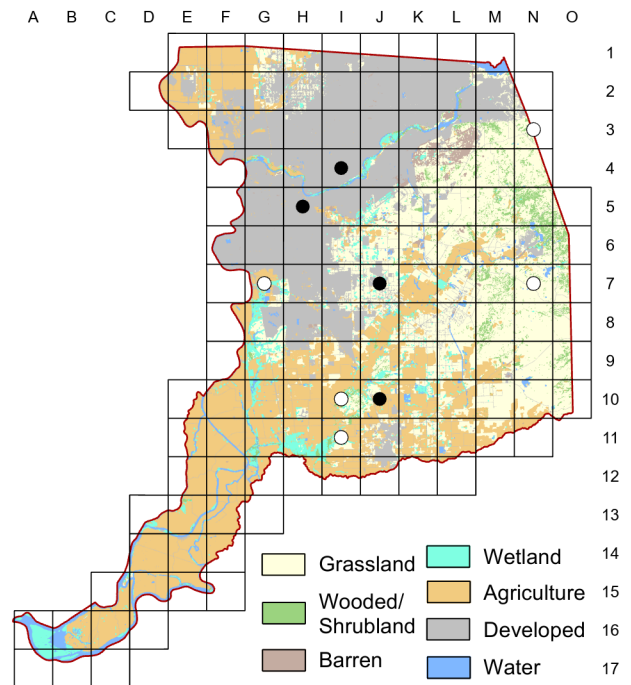 A B C D E F G H I J K L M N O
1
2
3
4
5
6
7
8
9
10
11
12
13
14
15
16
17
Grassland
Wooded/
Shrubland
Barren
Wetland
Agriculture
Developed
Water